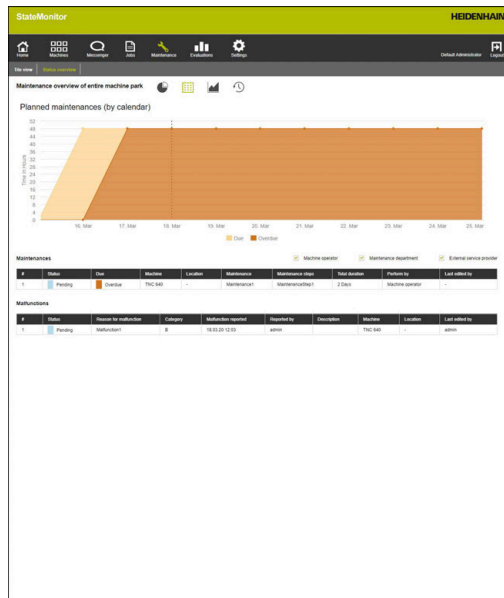 StateMonitor HEIDENHAIN
Home Machines Messenger Jobs Maintenance Evaluations Settings Default Administrator Logout
Tile view Status overview
Maintenance overview of entire machine park
Planned maintenances (by calendar)
52
48
44
40
36
32
28
24
20
16
12
8
4
0
Time in Hours
16. Mar 17. Mar 18. Mar 19. Mar 20. Mar 21. Mar 22. Mar 23. Mar 24. Mar 25. Mar
Due Overdue
Maintenances Machine operator Maintenance department External service provider
# Status Due Machine Location Maintenance Maintenance steps Total duration Perform by Last edited by
1 Pending Overdue TNC 640 - Maintenance1 MaintenanceStep1 2 Days Machine operator -
Malfunctions
# Status Reason for malfunction Category Malfunction reported Reported by Description Machine Location Last edited by
1 Pending Malfunction1 B 18.03.20 12:03 admin TNC 640 - admin